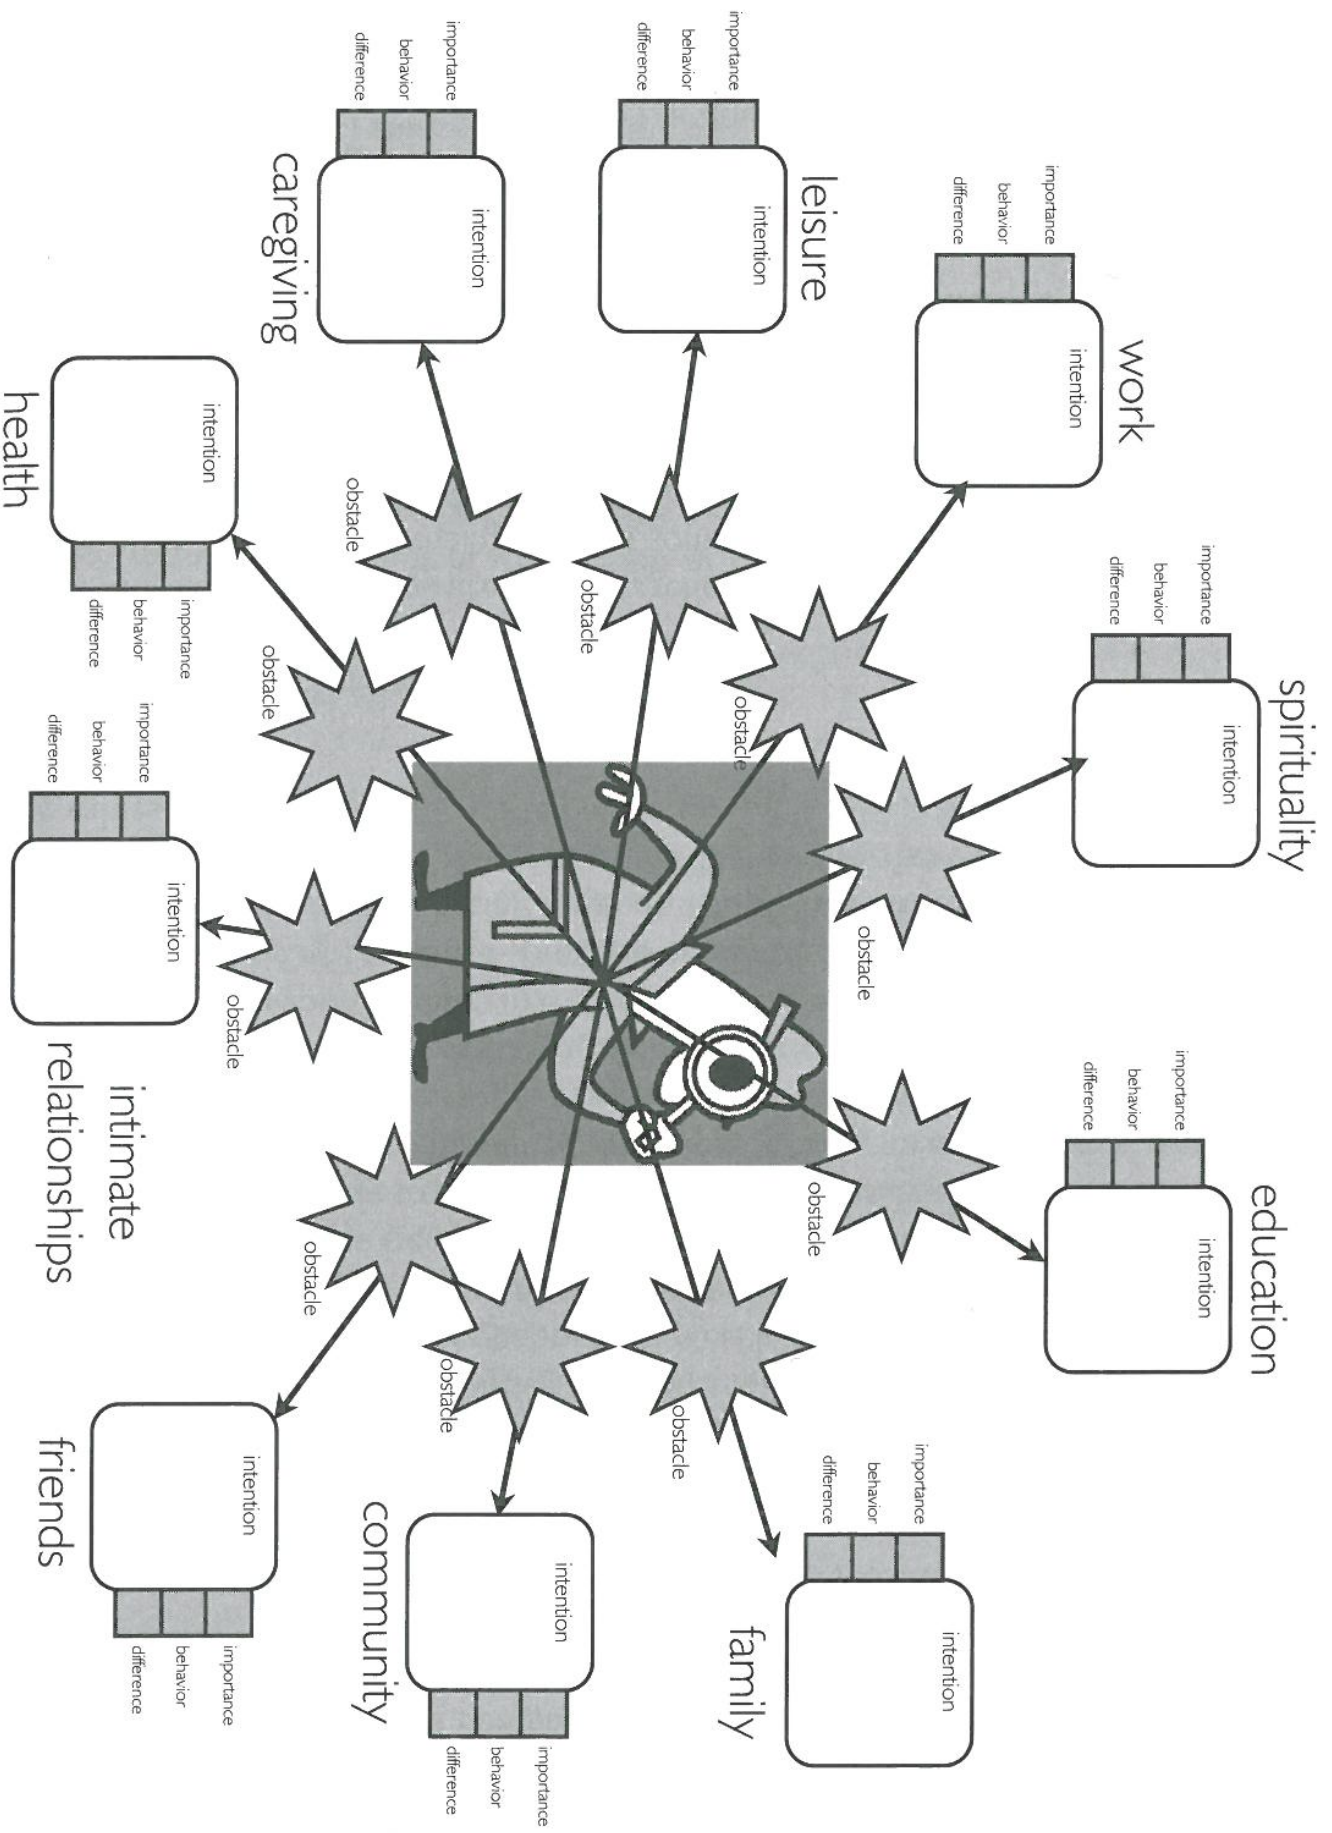 spirituality
intention
importance
behavior
difference
obstacle
education
intention
importance
behavior
difference
obstacle
work
intention
importance
behavior
difference
obstacle
family
intention
importance
behavior
difference
obstacle
leisure
intention
importance
behavior
difference
obstacle
community
intention
importance
behavior
difference
obstacle
caregiving
intention
importance
behavior
difference
obstacle
friends
intention
importance
behavior
difference
obstacle
health
intention
importance
behavior
difference
obstacle
intimate
relationships
intention
importance
behavior
difference
obstacle